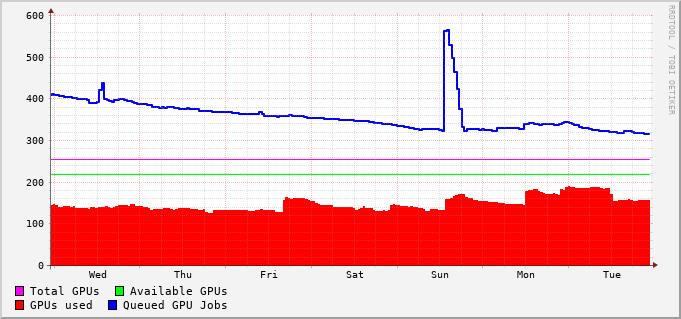 600
500
400
300
200
100
0
Wed Thu Fri Sat Sun Mon Tue
Total GPUs Available GPUs
GPUs used Queued GPU Jobs
RRDTOOL / TOBI OETIKER